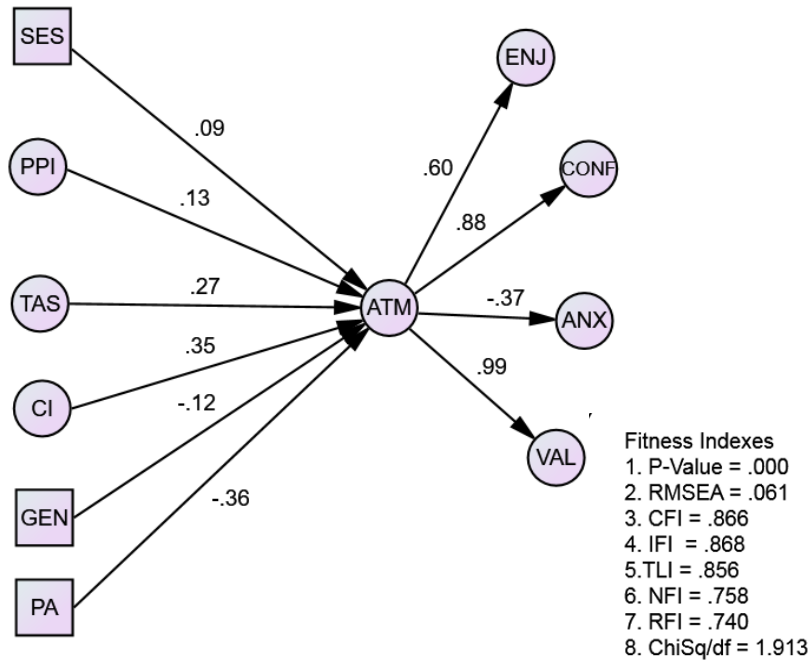 SES
ENJ
.09
PPI
.60
CONF
.13
.88
TAS
.27
ATM
-.37
ANX
.35
CI
-.12
.99
VAL
-.36
GEN
PA
Fitness Indexes
1. P-Value = .000
2. RMSEA = .061
3. CFI = .866
4. IFI = .868
5.TLI = .856
6. NFI = .758
7. RFI = .740
8. ChiSq/df = 1.913